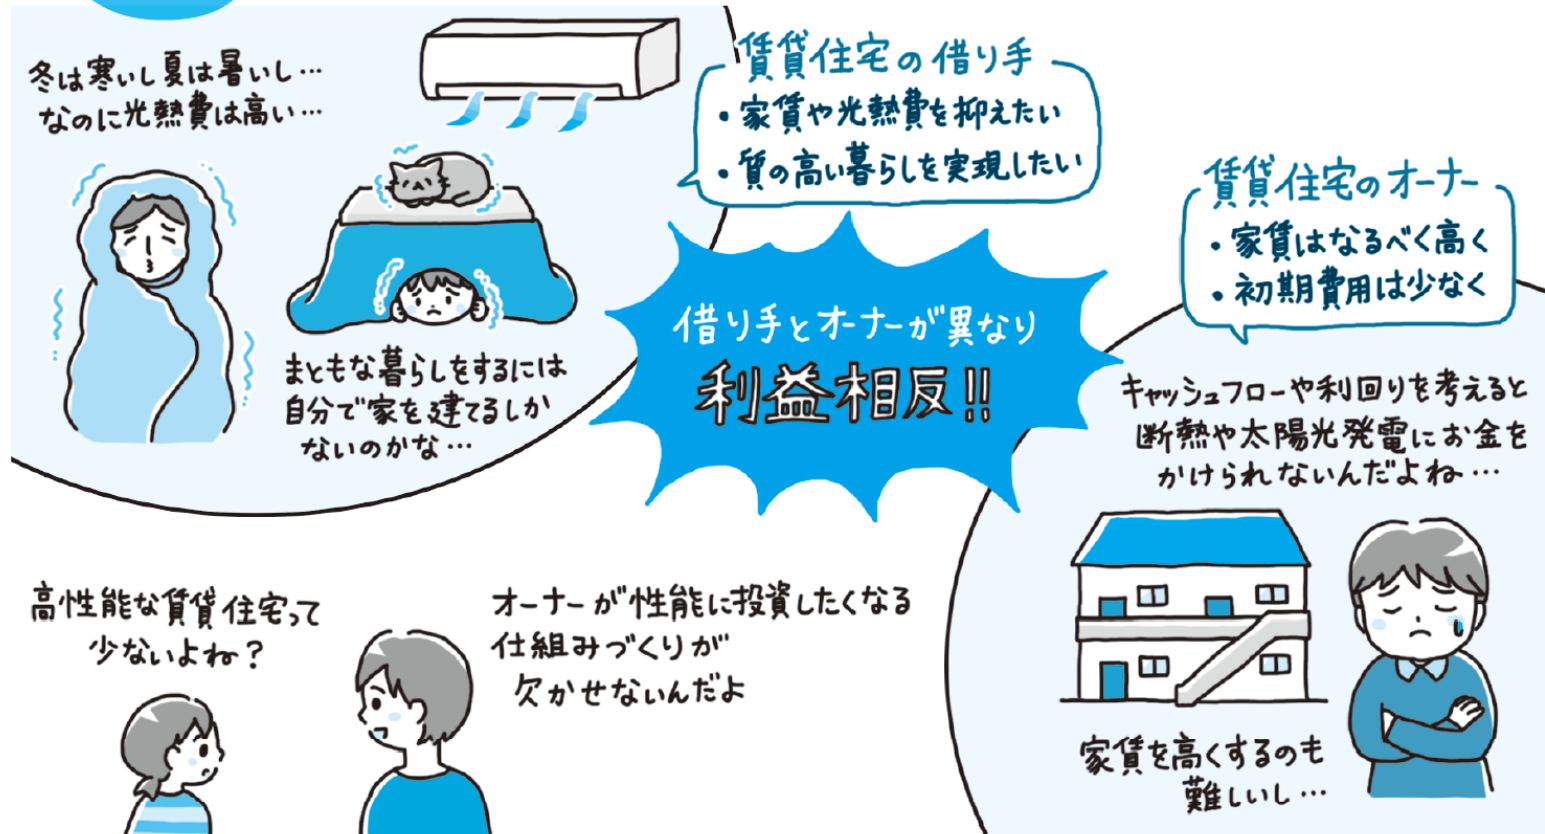 冬は寒いし夏は暑いし…
なのに光熱費は高い…
まともな暮らしをするには
自分で家を建てるしか
ないのかな…
賃貸住宅の借り手
・家賃や光熱費を抑えたい
・質の高い暮らしを実現したい
賃貸住宅のオーナー
・家賃はなるべく高く
・初期費用は少なく
借り手とオーナーが異なり
利益相反!!
キャッシュフローや利回りを考えると
断熱や太陽光発電にお金を
かけられないんだよね…
家賃を高くするのも
難しいし…
高性能な賃貸住宅って
少ないよね？
オーナーが性能に投資したくなる
仕組みづくりが
欠かせないんだよ